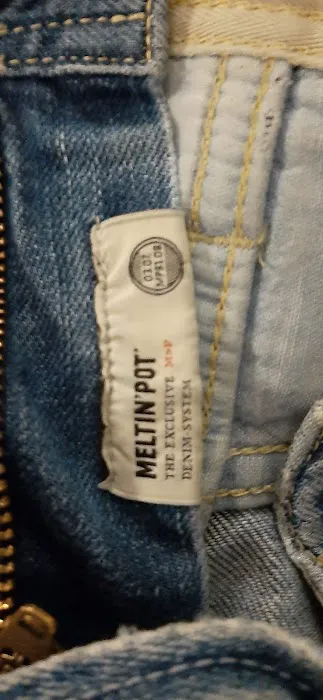 MELTIN'POT
THE EXCLUSIVE M>P
DENIM-SYSTEM